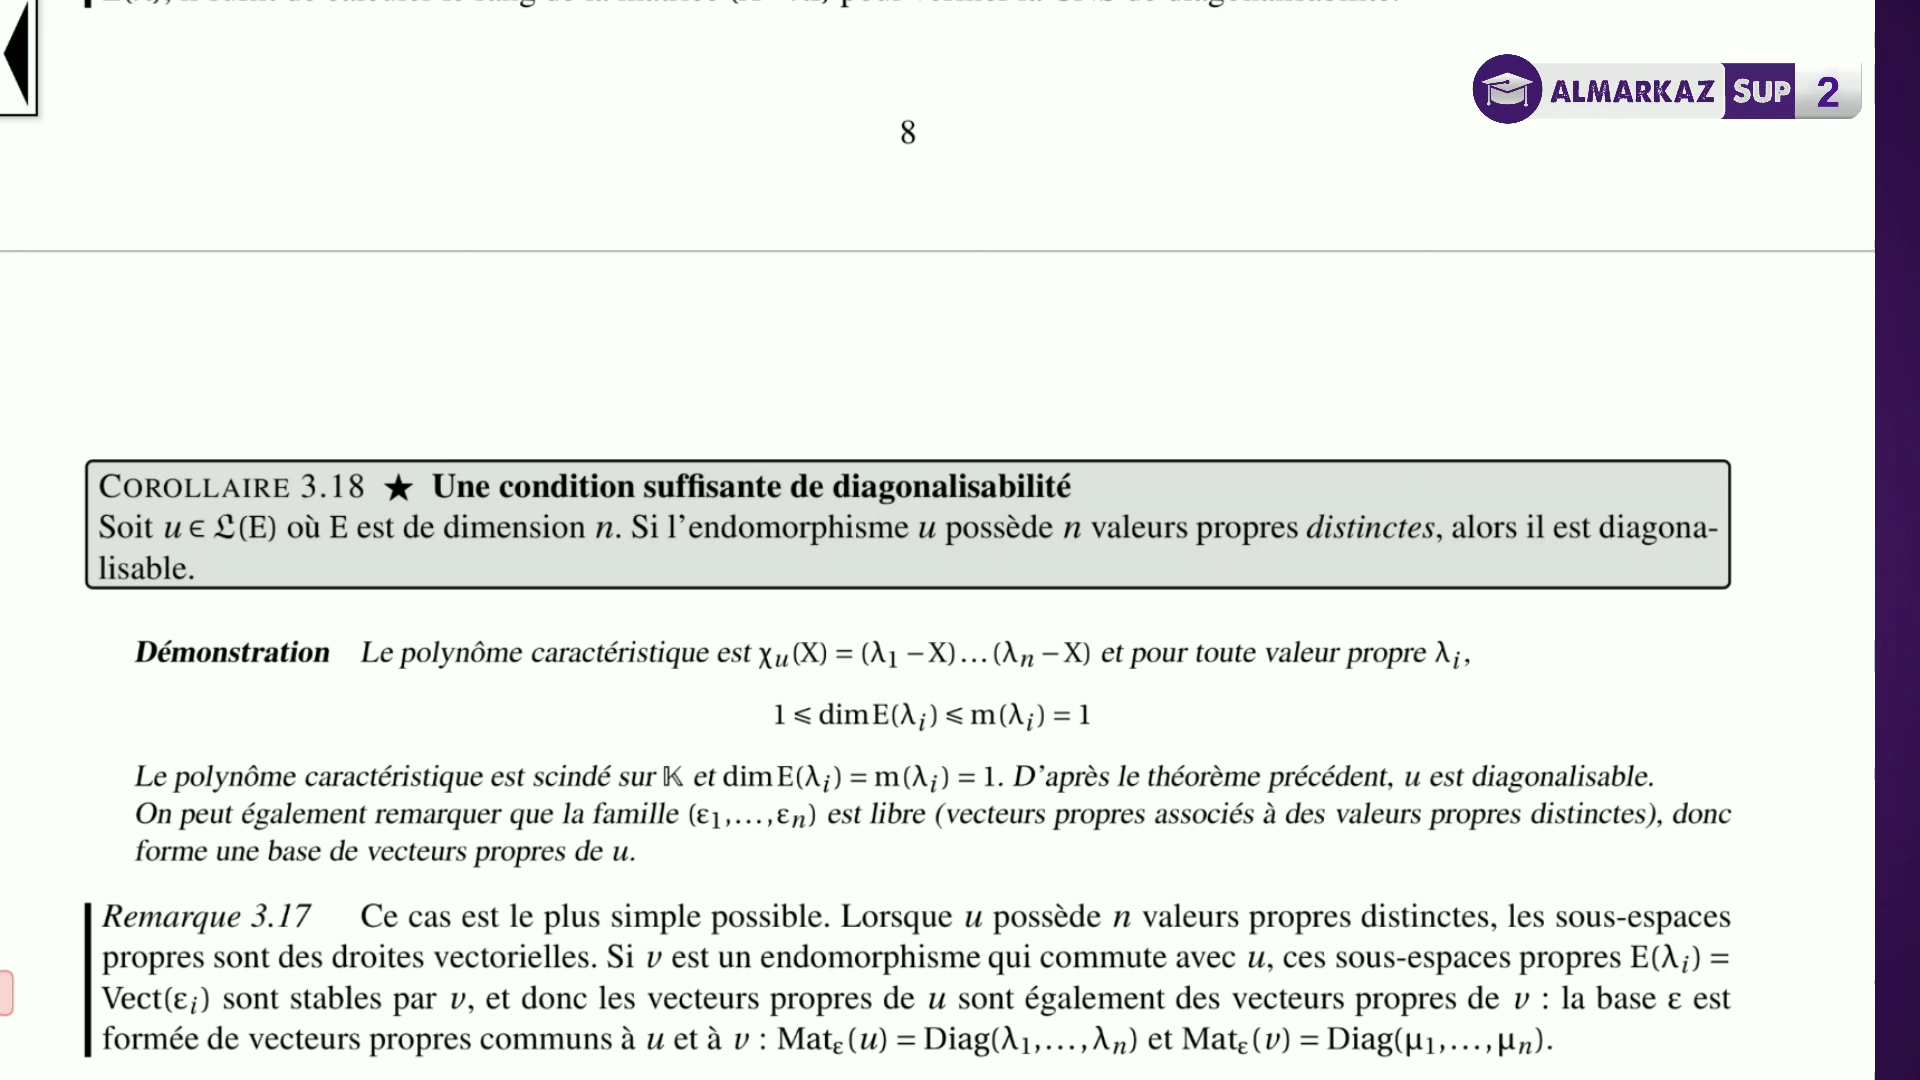 ALMARKAZ SUP 2
8
COROLLAIRE 3.18 ★ Une condition suffisante de diagonalisabilité
Soit u ∈ 𝔏(E) où E est de dimension n. Si l'endomorphisme u possède n valeurs propres distinctes, alors il est diagona-
lisable.
Démonstration Le polynôme caractéristique est χu(X) = (λ1 − X)...(λn − X) et pour toute valeur propre λi,
1 ⩽ dim E(λi) ⩽ m(λi) = 1
Le polynôme caractéristique est scindé sur 𝕂 et dim E(λi) = m(λi) = 1. D'après le théorème précédent, u est diagonalisable.
On peut également remarquer que la famille (ε1,...,εn) est libre (vecteurs propres associés à des valeurs propres distinctes), donc
forme une base de vecteurs propres de u.
Remarque 3.17 Ce cas est le plus simple possible. Lorsque u possède n valeurs propres distinctes, les sous-espaces
propres sont des droites vectorielles. Si v est un endomorphisme qui commute avec u, ces sous-espaces propres E(λi) =
Vect(εi) sont stables par v, et donc les vecteurs propres de u sont également des vecteurs propres de v : la base ε est
formée de vecteurs propres communs à u et à v : Matε(u) = Diag(λ1,...,λn) et Matε(v) = Diag(μ1,...,μn).